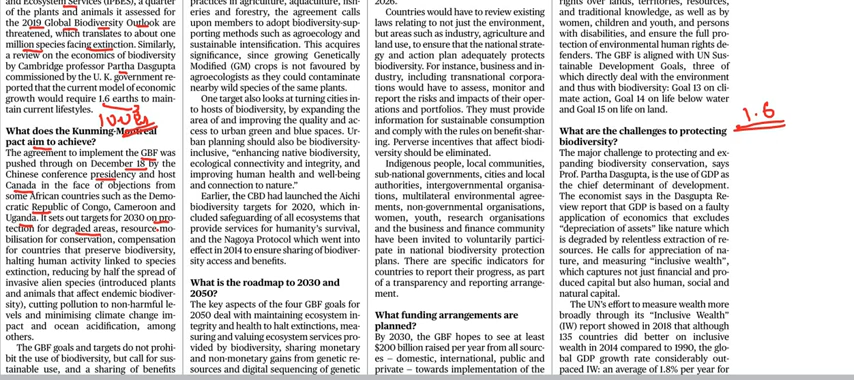 and Ecosystem Services (IPBES), a quarter
of the plants and animals it assessed for
the 2019 Global Biodiversity Outlook are
threatened, which translates to about one
million species facing extinction. Similarly,
a review on the economics of biodiversity
by Cambridge professor Partha Dasgupta
commissioned by the U. K. government re-
ported that the current model of economic
growth would require 1.6 earths to main-
tain current lifestyles.
What does the Kunming-Montreal
pact aim to achieve?
The agreement to implement the GBF was
pushed through on December 18 by the
Chinese conference presidency and host
Canada in the face of objections from
some African countries such as the Demo-
cratic Republic of Congo, Cameroon and
Uganda. It sets out targets for 2030 on pro-
tection for degraded areas, resource mo-
bilisation for conservation, compensation
for countries that preserve biodiversity,
halting human activity linked to species
extinction, reducing by half the spread of
invasive alien species (introduced plants
and animals that affect endemic biodiver-
sity), cutting pollution to non-harmful le-
vels and minimising climate change im-
pact and ocean acidification, among
others.
The GBF goals and targets do not prohi-
bit the use of biodiversity, but call for sus-
tainable use, and a sharing of benefits
practices in agriculture, aquaculture, fish-
eries and forestry, the agreement calls
upon members to adopt biodiversity-sup-
porting methods such as agroecology and
sustainable intensification. This acquires
significance, since growing Genetically
Modified (GM) crops is not favoured by
agroecologists as they could contaminate
nearby wild species of the same plants.
One target also looks at turning cities in-
to hosts of biodiversity, by expanding the
area of and improving the quality and ac-
cess to urban green and blue spaces. Ur-
ban planning should also be biodiversity-
inclusive, “enhancing native biodiversity,
ecological connectivity and integrity, and
improving human health and well-being
and connection to nature.”
Earlier, the CBD had launched the Aichi
biodiversity targets for 2020, which in-
cluded safeguarding of all ecosystems that
provide services for humanity’s survival,
and the Nagoya Protocol which went into
effect in 2014 to ensure sharing of biodiver-
sity access and benefits.
What is the roadmap to 2030 and
2050?
The key aspects of the four GBF goals for
2050 deal with maintaining ecosystem in-
tegrity and health to halt extinctions, mea-
suring and valuing ecosystem services pro-
vided by biodiversity, sharing monetary
and non-monetary gains from genetic re-
sources and digital sequencing of genetic
2026.
Countries would have to review existing
laws relating to not just the environment,
but areas such as industry, agriculture and
land use, to ensure that the national strate-
gy and action plan adequately protects
biodiversity. For instance, business and in-
dustry, including transnational corpora-
tions would have to assess, monitor and
report the risks and impacts of their oper-
ations and portfolios. They must provide
information for sustainable consumption
and comply with the rules on benefit-shar-
ing. Perverse incentives that affect biodi-
versity should be eliminated.
Indigenous people, local communities,
sub-national governments, cities and local
authorities, intergovernmental organisa-
tions, multilateral environmental agree-
ments, non-governmental organisations,
women, youth, research organisations
and the business and finance community
have been invited to voluntarily partici-
pate in national biodiversity protection
plans. There are specific indicators for
countries to report their progress, as part
of a transparency and reporting arrange-
ment.
What funding arrangements are
planned?
By 2030, the GBF hopes to see at least
$200 billion raised per year from all sourc-
es – domestic, international, public and
private – towards implementation of the
rights over lands, territories, resources,
and traditional knowledge, as well as by
women, children and youth, and persons
with disabilities, and ensure the full pro-
tection of environmental human rights de-
fenders. The GBF is aligned with UN Sus-
tainable Development Goals, three of
which directly deal with the environment
and thus with biodiversity: Goal 13 on cli-
mate action, Goal 14 on life below water
and Goal 15 on life on land.
What are the challenges to protecting
biodiversity?
The major challenge to protecting and ex-
panding biodiversity conservation, says
Prof. Partha Dasgupta, is the use of GDP as
the chief determinant of development.
The economist says in the Dasgupta Re-
view report that GDP is based on a faulty
application of economics that excludes
“depreciation of assets” like nature which
is degraded by relentless extraction of re-
sources. He calls for appreciation of na-
ture, and measuring “inclusive wealth”,
which captures not just financial and pro-
duced capital but also human, social and
natural capital.
The UN’s effort to measure wealth more
broadly through its “Inclusive Wealth”
(IW) report showed in 2018 that although
135 countries did better on inclusive
wealth in 2014 compared to 1990, the glo-
bal GDP growth rate considerably out-
paced IW: an average of 1.8% per year for
1.6